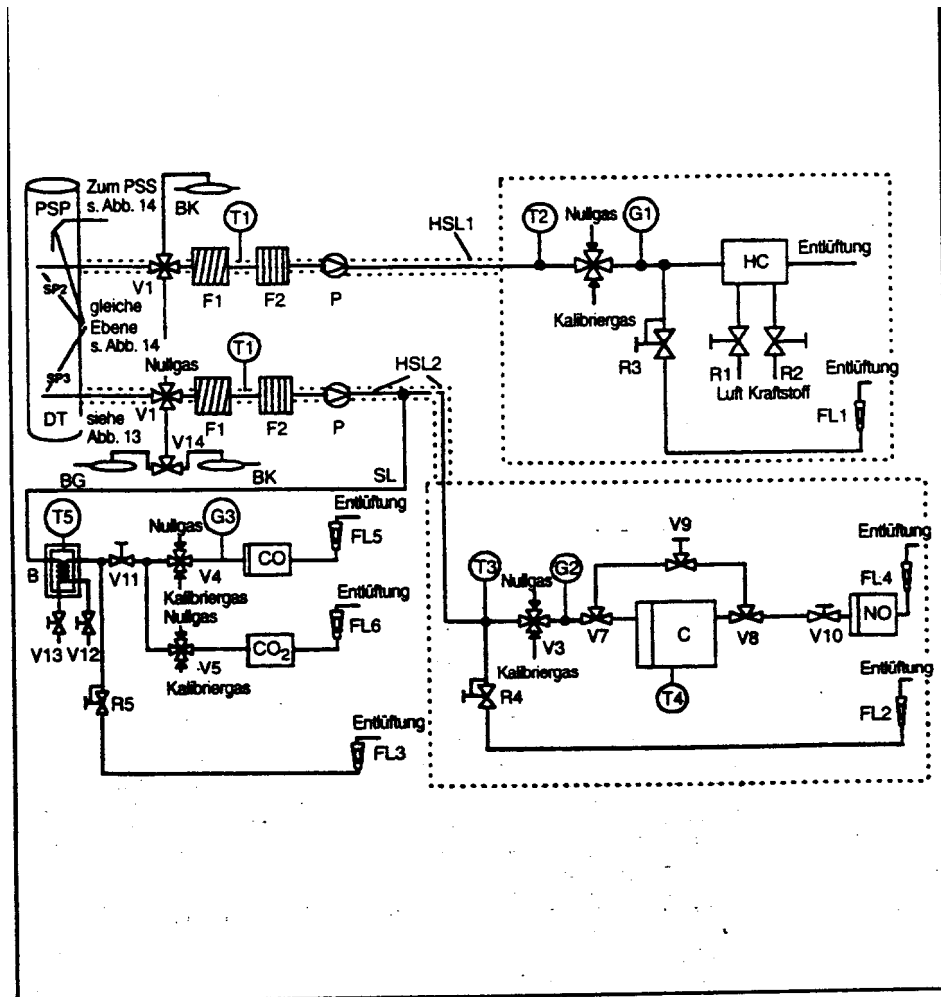 Zum PSS
s. Abb. 14
PSP
BK
T1
HSL1
T2
Nullgas
G1
Entlüftung
HC
SP2
V1
F1
F2
P
gleiche
Ebene
s. Abb. 14
Kalibriergas
R3
R1
R2
Luft Kraftstoff
Entlüftung
FL1
Nullgas
T1
HSL2
SP3
DT
siehe
Abb. 13
V1
F1
F2
P
V14
BG
BK
SL
Entlüftung
T5
Nullgas
G3
FL5
B
V11
V4
CO
Kalibriergas
Nullgas
Entlüftung
FL6
V13
V12
V5
CO2
Kalibriergas
R5
Entlüftung
FL3
V9
Entlüftung
T3
Nullgas
G2
FL4
V3
V7
C
V8
V10
NO
Kalibriergas
R4
T4
Entlüftung
FL2